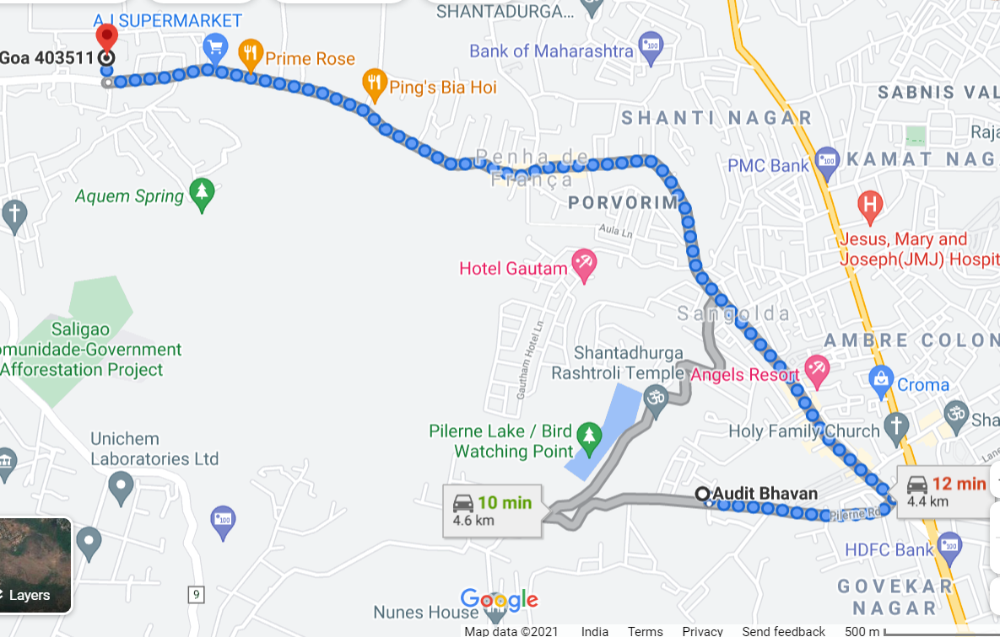 SHANTADURGA...
A J SUPERMARKET
Bank of Maharashtra
Goa 403511
Prime Rose
Ping's Bia Hoi
SABNIS VAL
SHANTI NAGAR
Raja
Penha de
França
PMC Bank
KAMAT NAG
Aquem Spring
PORVORIM
Aula Ln
Jesus, Mary and
Joseph(JMJ) Hospit
Hotel Gautam
Sangolda
Saligao
omunidade-Government
Afforestation Project
AMBRE COLON
Gautham Hotel Ln
Shantadhurga
Rashtroli Temple
Angels Resort
Croma
Pilerne Lake / Bird
Watching Point
Holy Family Church
Sha
Lane
Unichem
Laboratories Ltd
Audit Bhavan
12 min
4.4 km
10 min
4.6 km
Pilerne Rd
HDFC Bank
GOVEKAR
NAGAR
9
Layers
Google
Nunes House
Map data ©2021 India Terms Privacy Send feedback 500 m